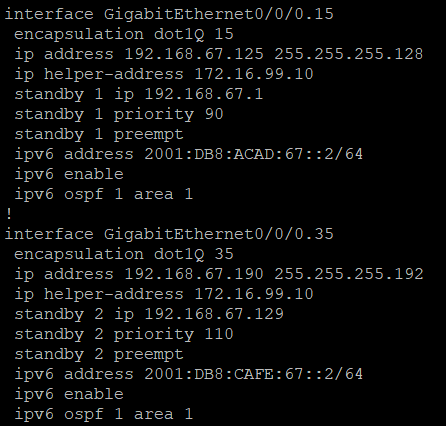 interface GigabitEthernet0/0/0.15
encapsulation dot1Q 15
ip address 192.168.67.125 255.255.255.128
ip helper-address 172.16.99.10
standby 1 ip 192.168.67.1
standby 1 priority 90
standby 1 preempt
ipv6 address 2001:DB8:ACAD:67::2/64
ipv6 enable
ipv6 ospf 1 area 1
!
interface GigabitEthernet0/0/0.35
encapsulation dot1Q 35
ip address 192.168.67.190 255.255.255.192
ip helper-address 172.16.99.10
standby 2 ip 192.168.67.129
standby 2 priority 110
standby 2 preempt
ipv6 address 2001:DB8:CAFE:67::2/64
ipv6 enable
ipv6 ospf 1 area 1